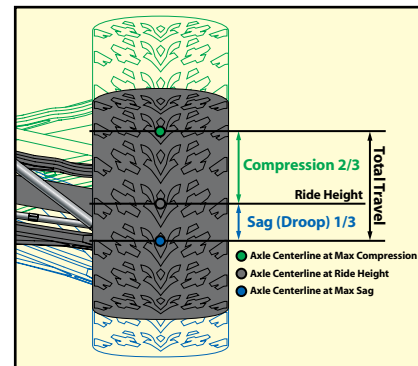 Compression 2/3
Total Travel
Ride Height
Sag (Droop) 1/3
Axle Centerline at Max Compression
Axle Centerline at Ride Height
Axle Centerline at Max Sag